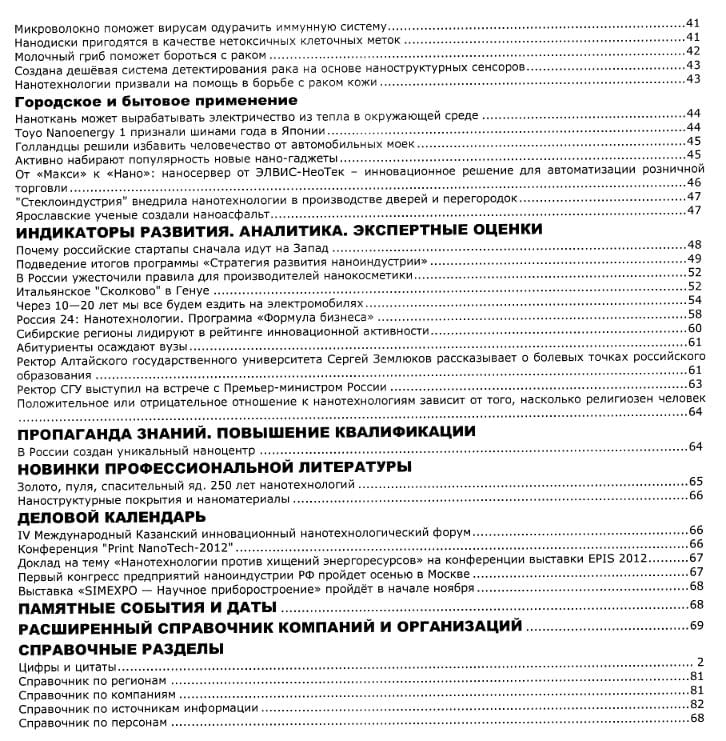 Микроволокно поможет вирусам одурачить иммунную систему....41
Нанодиски пригодятся в качестве нетоксичных клеточных меток....41
Молочный гриб поможет бороться с раком....42
Создана дешёвая система детектирования рака на основе наноструктурных сенсоров....43
Нанотехнологии призвали на помощь в борьбе с раком кожи....43
Городское и бытовое применение
Наноткань может вырабатывать электричество из тепла в окружающей среде....44
Toyo Nanoenergy 1 признали шинами года в Японии....44
Голландцы решили избавить человечество от автомобильных моек....45
Активно набирают популярность новые нано-гаджеты....45
От «Макси» к «Нано»: наносервер от ЭЛВИС-НеоТек – инновационное решение для автоматизации розничной
торговли....46
"Стеклоиндустрия" внедрила нанотехнологии в производстве дверей и перегородок....47
Ярославские ученые создали наноасфальт....47
ИНДИКАТОРЫ РАЗВИТИЯ. АНАЛИТИКА. ЭКСПЕРТНЫЕ ОЦЕНКИ
Почему российские стартапы сначала идут на Запад....48
Подведение итогов программы «Стратегия развития наноиндустрии»....49
В России ужесточили правила для производителей нанокосметики....52
Итальянское "Сколково" в Генуе....52
Через 10—20 лет мы все будем ездить на электромобилях....54
Россия 24: Нанотехнологии. Программа «Формула бизнеса»....58
Сибирские регионы лидируют в рейтинге инновационной активности....60
Абитуриенты осаждают вузы....61
Ректор Алтайского государственного университета Сергей Землюков рассказывает о болевых точках российского
образования....61
Ректор СГУ выступил на встрече с Премьер-министром России....63
Положительное или отрицательное отношение к нанотехнологиям зависит от того, насколько религиозен человек
....64
ПРОПАГАНДА ЗНАНИЙ. ПОВЫШЕНИЕ КВАЛИФИКАЦИИ
В России создан уникальный наноцентр....64
НОВИНКИ ПРОФЕССИОНАЛЬНОЙ ЛИТЕРАТУРЫ
Золото, пуля, спасительный яд. 250 лет нанотехнологий....65
Наноструктурные покрытия и наноматериалы....66
ДЕЛОВОЙ КАЛЕНДАРЬ
IV Международный Казанский инновационный нанотехнологический форум....66
Конференция "Print NanoTech-2012"....66
Доклад на тему «Нанотехнологии против хищений энергоресурсов» на конференции выставки EPIS 2012....67
Первый конгресс предприятий наноиндустрии РФ пройдет осенью в Москве....67
Выставка «SIMEXPO — Научное приборостроение» пройдёт в начале ноября....68
ПАМЯТНЫЕ СОБЫТИЯ И ДАТЫ....68
РАСШИРЕННЫЙ СПРАВОЧНИК КОМПАНИЙ И ОРГАНИЗАЦИЙ....69
СПРАВОЧНЫЕ РАЗДЕЛЫ
Цифры и цитаты....2
Справочник по регионам....81
Справочник по компаниям....81
Справочник по источникам информации....82
Справочник по персонам....68